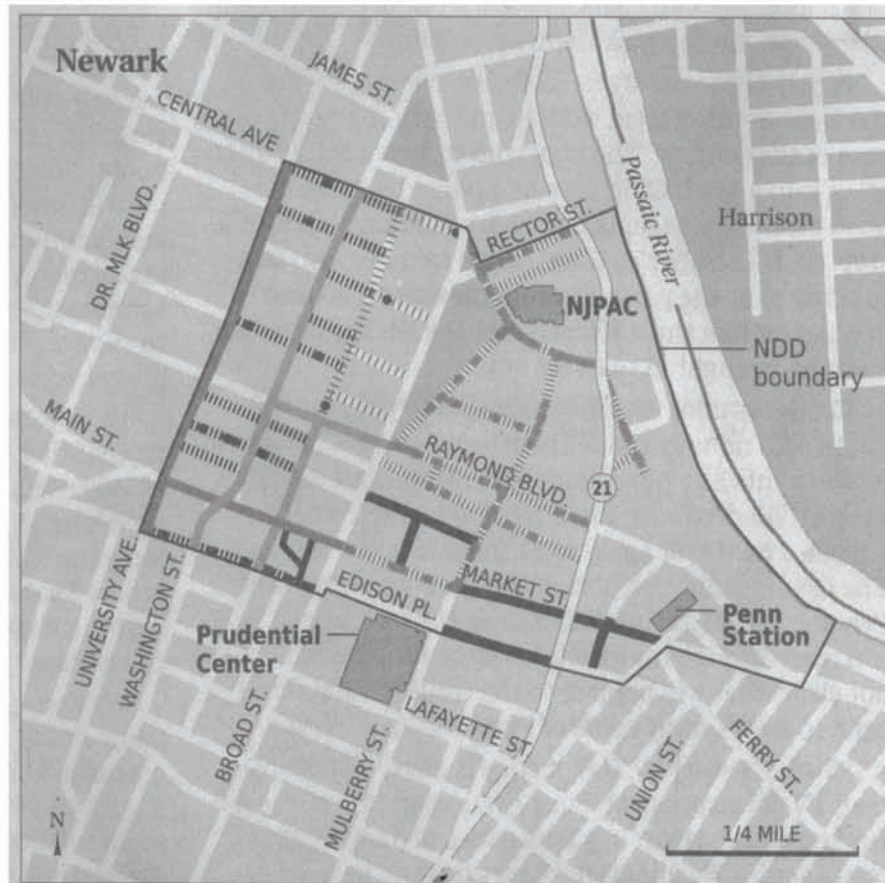 Newark
JAMES ST.
CENTRAL AVE
DR. MLK BLVD.
RECTOR ST.
Passaic River
Harrison
NJPAC
NDD
boundary
MAIN ST.
RAYMOND BLVD.
21
MARKET ST.
EDISON PL.
Penn
Station
Prudential
Center
UNIVERSITY AVE.
WASHINGTON ST.
BROAD ST.
MULBERRY ST.
LAFAYETTE ST.
UNION ST.
FERRY ST.
N
1/4 MILE